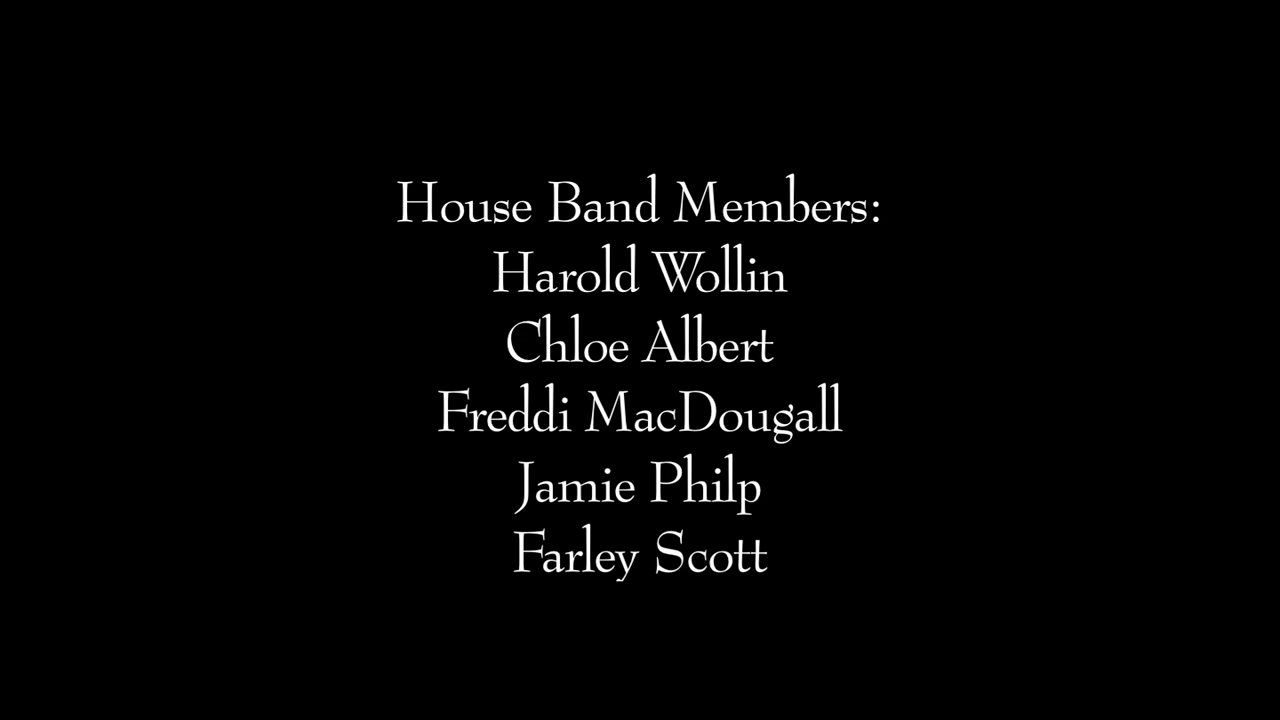 House Band Members:
Harold Wollin
Chloe Albert
Freddi MacDougall
Jamie Philp
Farley Scott